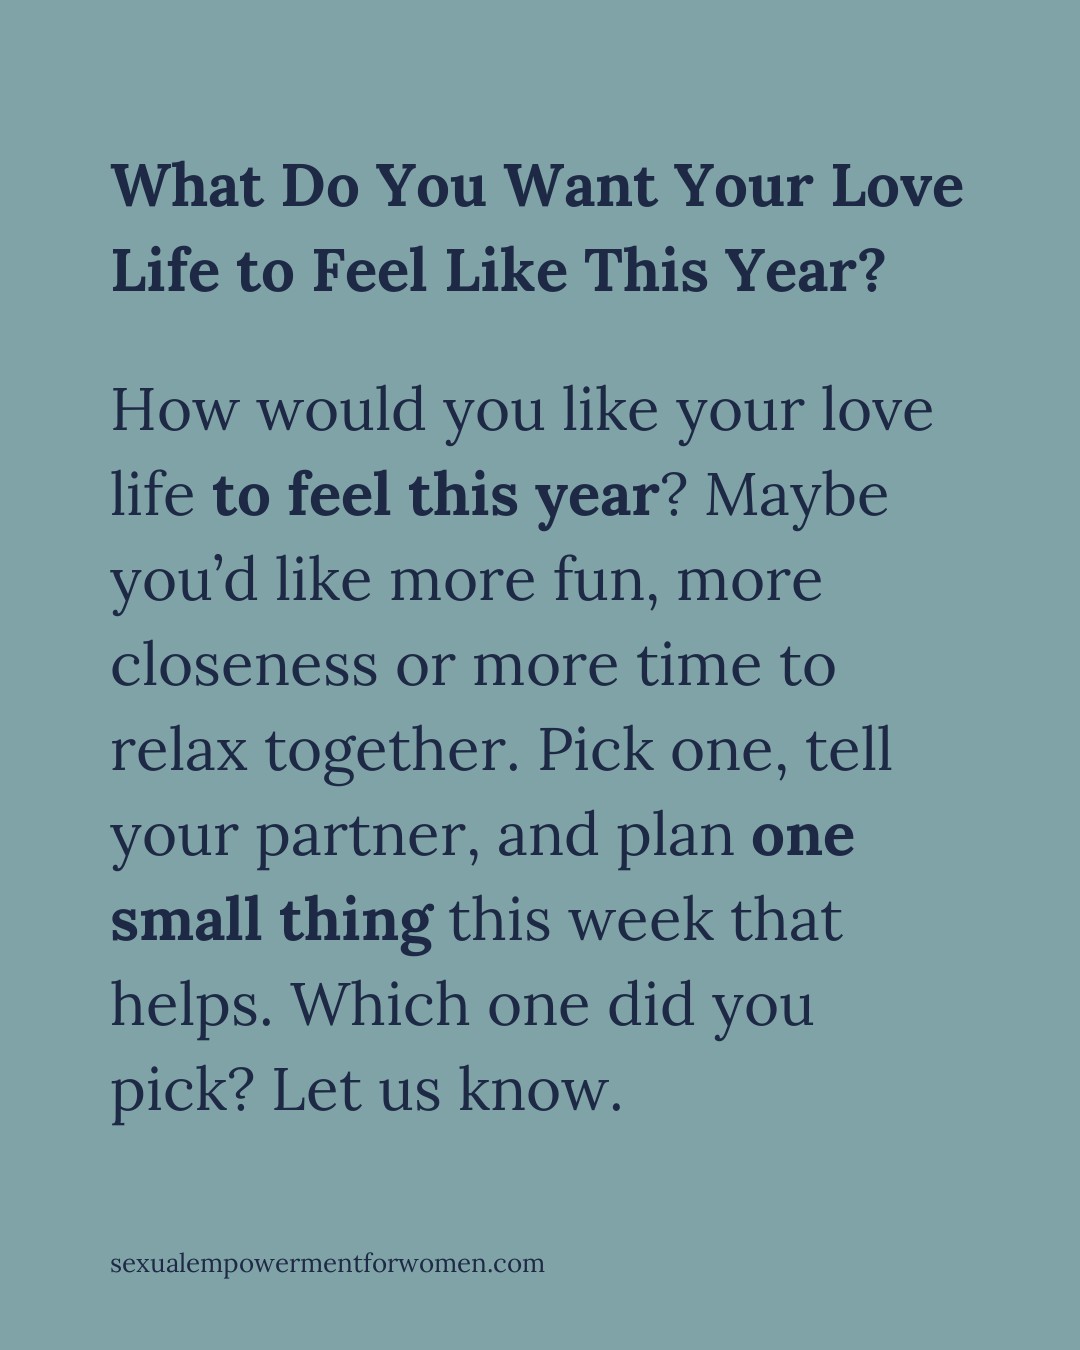 What Do You Want Your Love
Life to Feel Like This Year?
How would you like your love
life to feel this year? Maybe
you’d like more fun, more
closeness or more time to
relax together. Pick one, tell
your partner, and plan one
small thing this week that
helps. Which one did you
pick? Let us know.
sexualempowermentforwomen.com